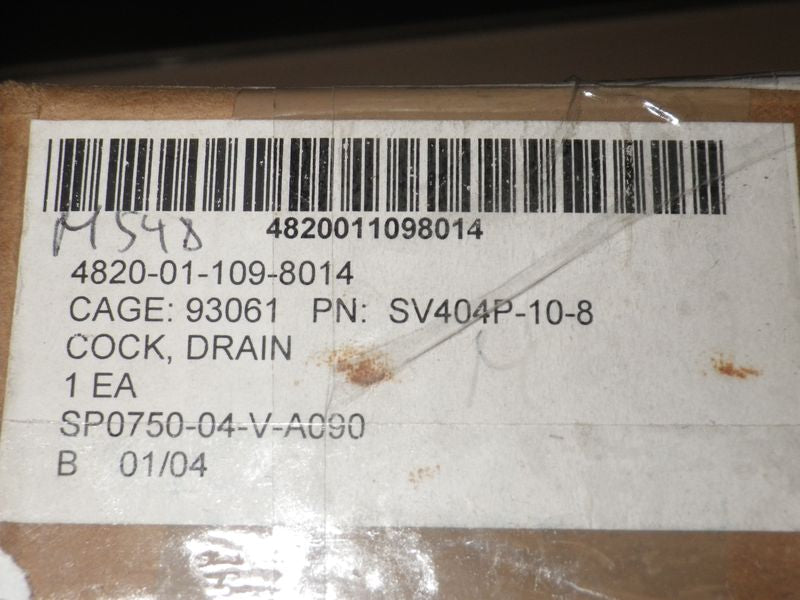 4820011098014
M548
4820-01-109-8014
CAGE: 93061 PN: SV404P-10-8
COCK, DRAIN
1 EA
SP0750-04-V-A090
B 01/04